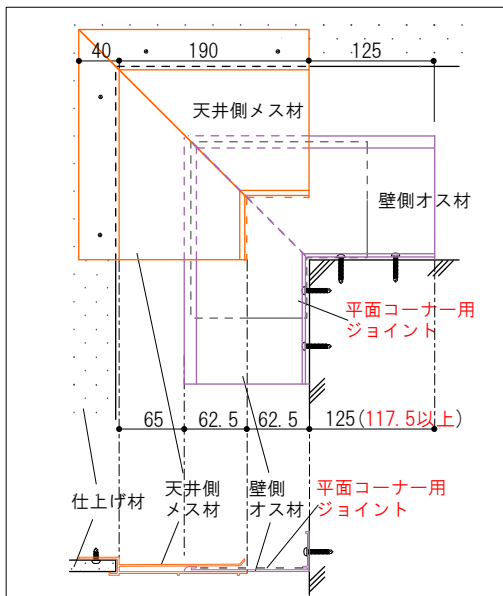 40
190
125
天井側メス材
壁側オス材
平面コーナー用
ジョイント
65
62.5
62.5
125(117.5以上)
仕上げ材
天井側
メス材
壁側
オス材
平面コーナー用
ジョイント